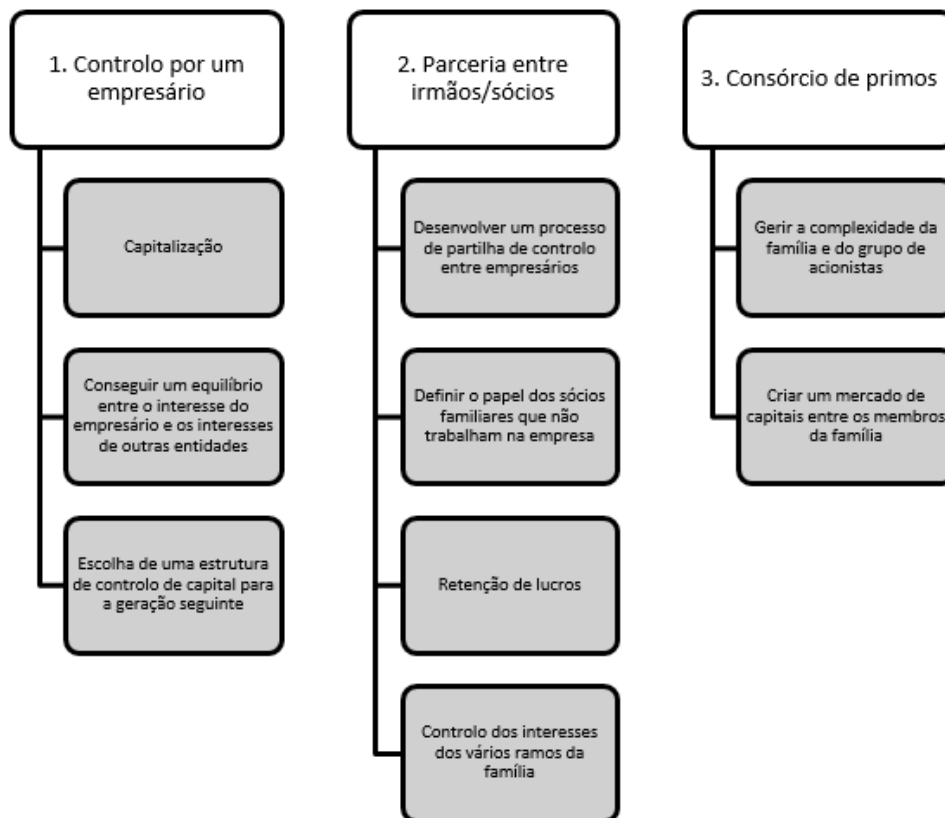 1. Controlo por um
empresário
Capitalização
Conseguir um equilíbrio
entre o interesse do
empresário e os interesses
de outras entidades
Escolha de uma estrutura
de controlo de capital para
a geração seguinte
2. Parceria entre
irmãos/sócios
Desenvolver um processo
de partilha de controlo
entre empresários
Definir o papel dos sócios
familiares que não
trabalham na empresa
Retenção de lucros
Controlo dos interesses
dos vários ramos da
família
3. Consórcio de primos
Gerir a complexidade da
família e do grupo de
acionistas
Criar um mercado de
capitais entre os membros
da família